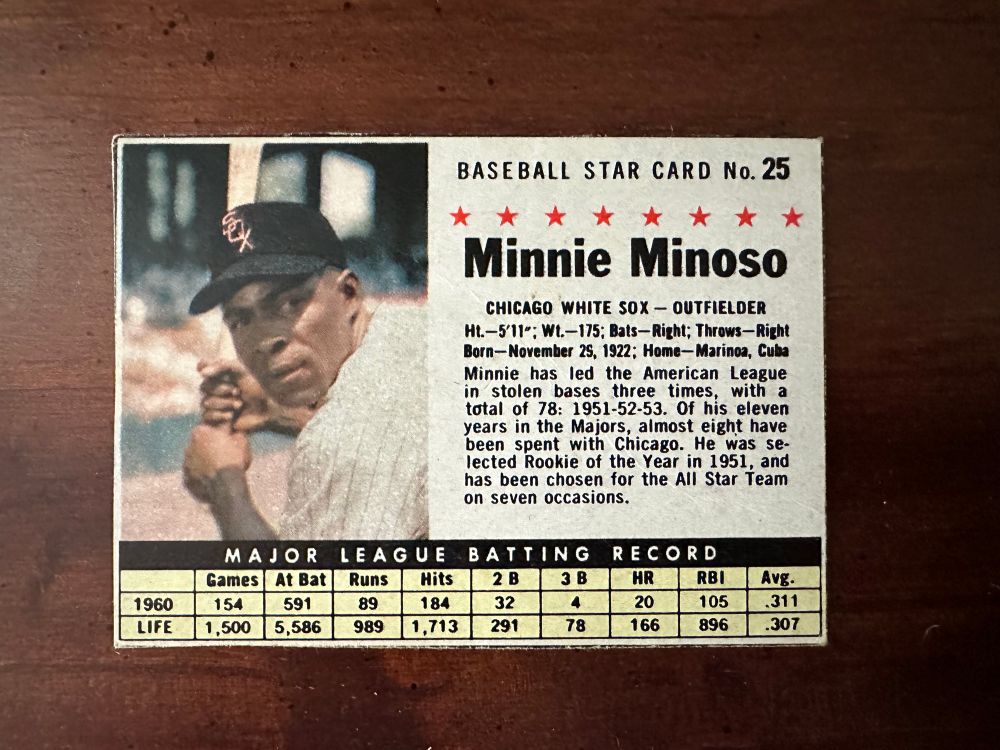 SOX
BASEBALL STAR CARD No. 25
Minnie Minoso
CHICAGO WHITE SOX — OUTFIELDER
Ht.—5'11"; Wt.—175; Bats—Right; Throws—Right
Born—November 25, 1922; Home—Marinoa, Cuba
Minnie has led the American League
in stolen bases three times, with a
total of 78: 1951-52-53. Of his eleven
years in the Majors, almost eight have
been spent with Chicago. He was se-
lected Rookie of the Year in 1951, and
has been chosen for the All Star Team
on seven occasions.
MAJOR LEAGUE BATTING RECORD
Games At Bat Runs Hits 2 B 3 B HR RBI Avg.
1960 154 591 89 184 32 4 20 105 .311
LIFE 1,500 5,586 989 1,713 291 78 166 896 .307